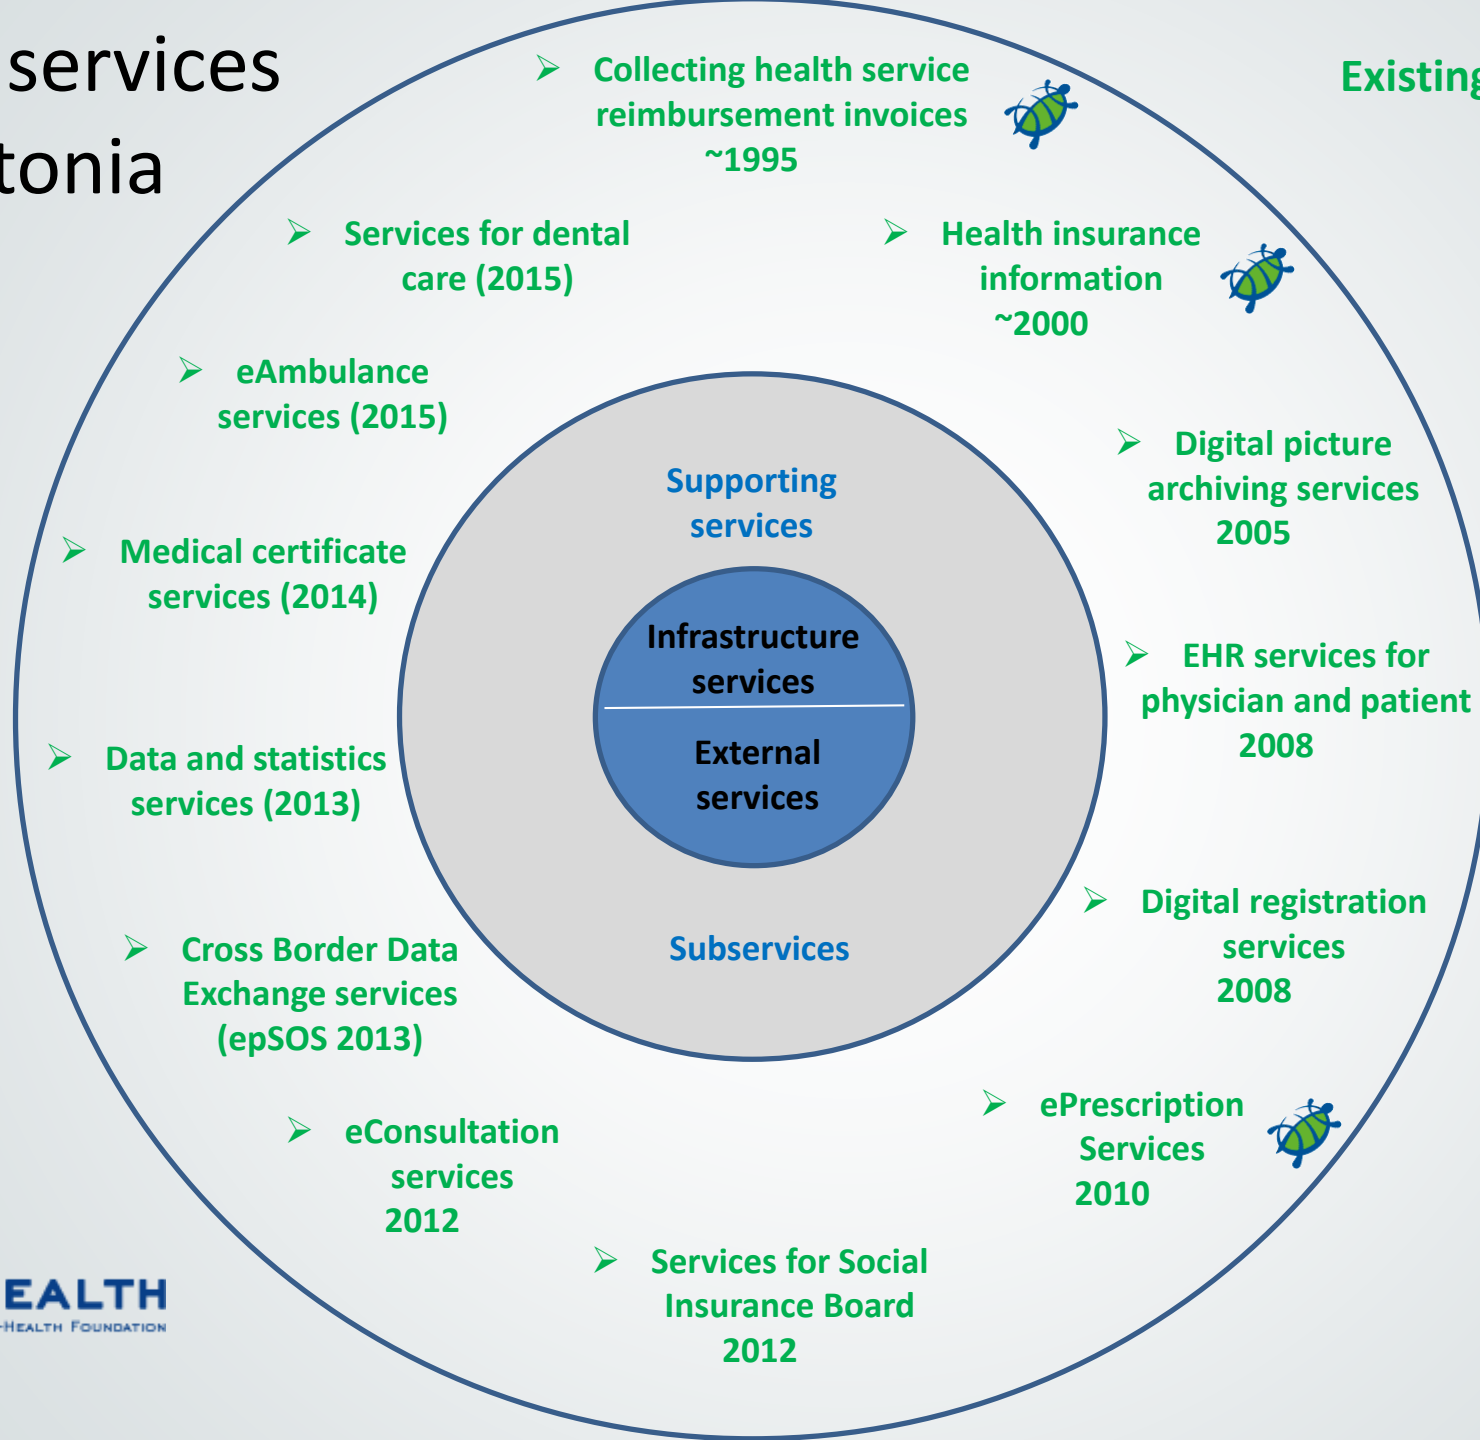 services
tonia
Existing
Collecting health service
reimbursement invoices
~1995
Health insurance
information
~2000
Digital picture
archiving services
2005
EHR services for
physician and patient
2008
Digital registration
services
2008
ePrescription
Services
2010
Services for Social
Insurance Board
2012
eConsultation
services
2012
Cross Border Data
Exchange services
(epSOS 2013)
Data and statistics
services (2013)
Medical certificate
services (2014)
eAmbulance
services (2015)
Services for dental
care (2015)
Supporting
services
Infrastructure
services
External
services
Subservices
EALTH
-HEALTH FOUNDATION